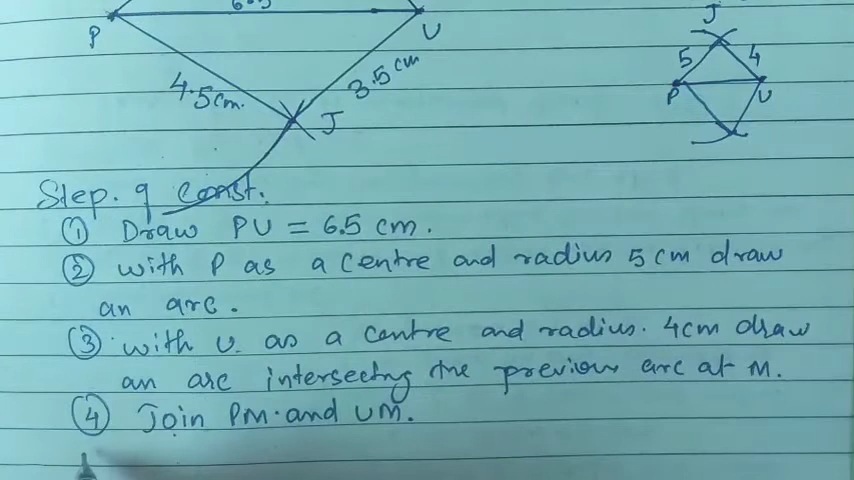 P
U
4.5cm.
3.5cm
J
J
5
4
P
U
Step. of Const.
① Draw PU = 6.5 cm.
② with P as a Centre and radius 5 cm draw
an arc.
③ with U. as a centre and radius. 4cm draw
an arc intersecting the previous arc at M.
④ Join PM. and UM.